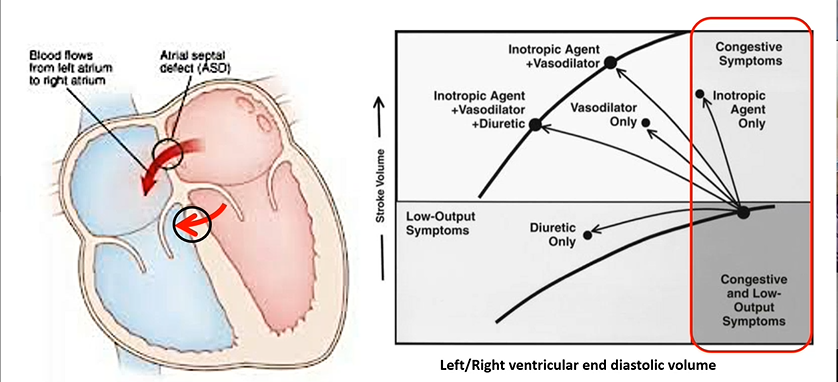 Blood flows
from left atrium
to right atrium
Atrial septal
defect (ASD)
Stroke Volume
Inotropic Agent
+Vasodilator
Congestive
Symptoms
Inotropic Agent
+Vasodilator
+Diuretic
Vasodilator
Only
Inotropic
Agent
Only
Low-Output
Symptoms
Diuretic
Only
Congestive
and Low-
Output
Symptoms
Left/Right ventricular end diastolic volume